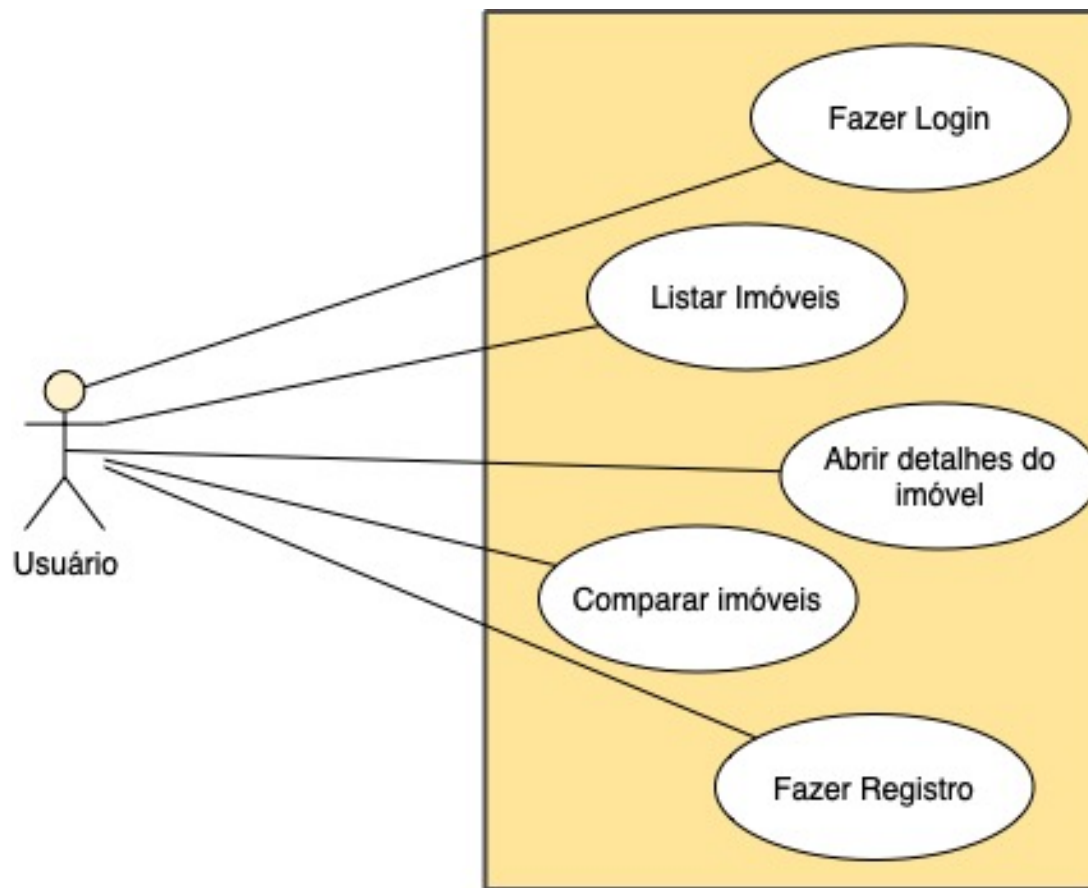 Fazer Login
Listar Imóveis
Abrir detalhes do
imóvel
Usuário
Comparar imóveis
Fazer Registro